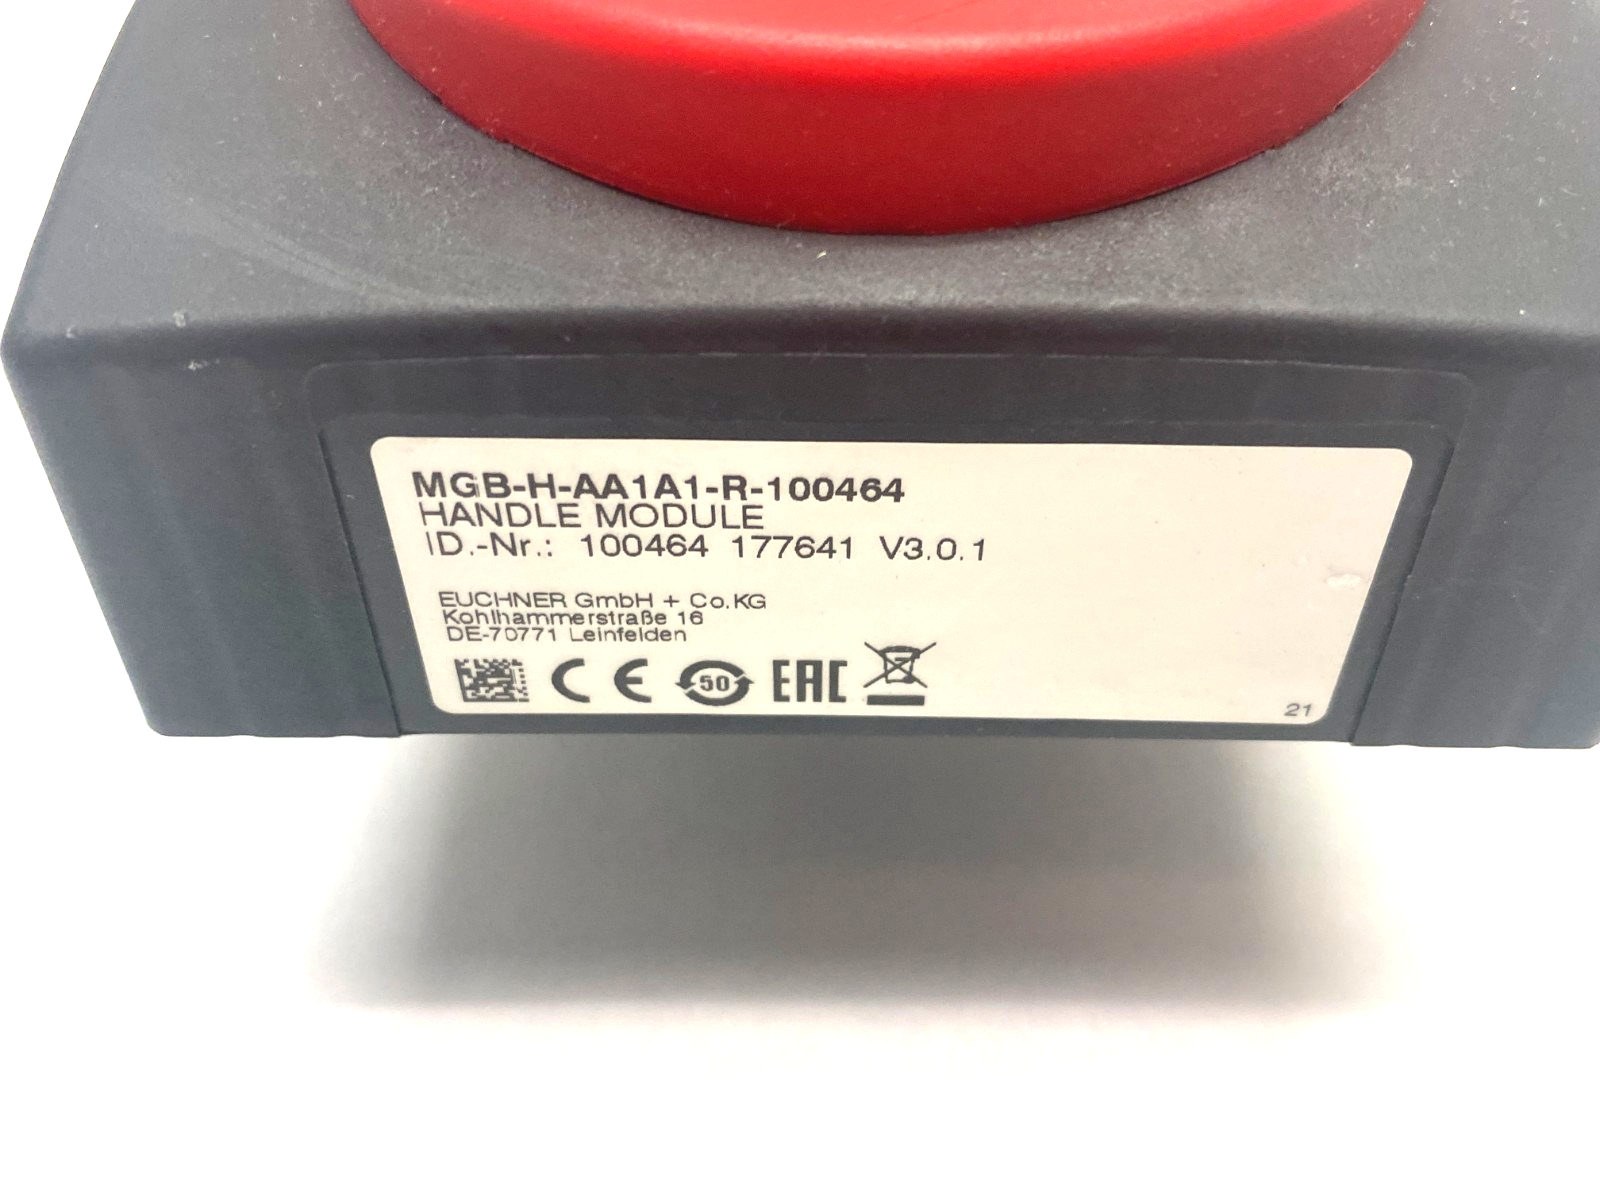 MGB-H-AA1A1-R-100464
HANDLE MODULE
ID.-Nr.: 100464 177641 V3.0.1
EUCHNER GmbH + Co.KG
Kohlhammerstraße 16
DE-70771 Leinfelden
CE 50 EAC
21